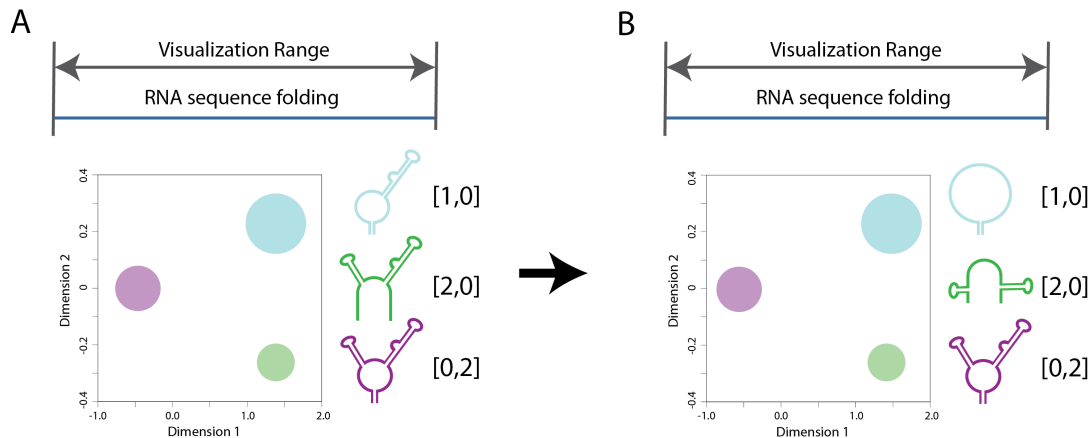 A
Visualization Range
RNA sequence folding
0.4
0.2
0
-0.2
-0.4
Dimension 2
-1.0 0.0 1.0 2.0
Dimension 1
[1,0]
[2,0]
[0,2]
B
Visualization Range
RNA sequence folding
0.4
0.2
0
-0.2
-0.4
Dimension 2
-1.0 0.0 1.0 2.0
Dimension 1
[1,0]
[2,0]
[0,2]